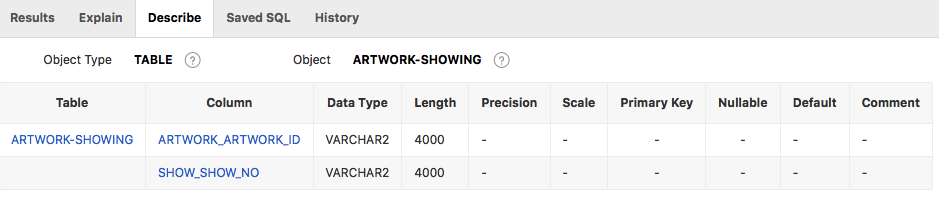 Results Explain Describe Saved SQL History
Object Type TABLE ? Object ARTWORK-SHOWING ?
Table Column Data Type Length Precision Scale Primary Key Nullable Default Comment
ARTWORK-SHOWING ARTWORK_ARTWORK_ID VARCHAR2 4000 - - - - - -
SHOW_SHOW_NO VARCHAR2 4000 - - - - - -